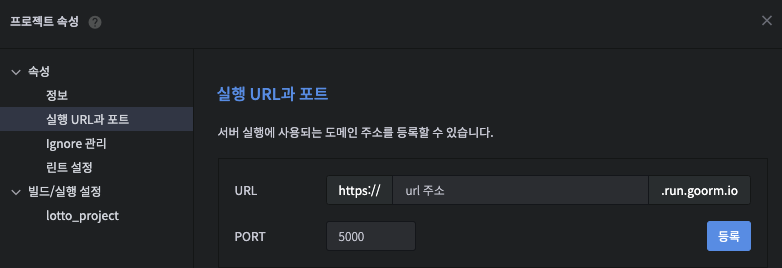 프로젝트 속성 ?
속성
정보
실행 URL과 포트
Ignore 관리
린트 설정
빌드/실행 설정
lotto_project
실행 URL과 포트
서버 실행에 사용되는 도메인 주소를 등록할 수 있습니다.
URL https:// url 주소 .run.goorm.io
PORT 5000 등록